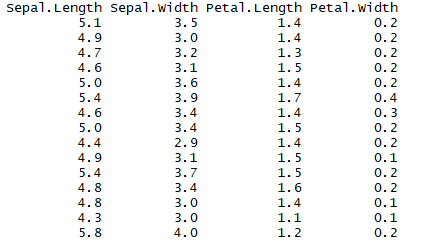 Sepal.Length Sepal.Width Petal.Length Petal.Width
5.1 3.5 1.4 0.2
4.9 3.0 1.4 0.2
4.7 3.2 1.3 0.2
4.6 3.1 1.5 0.2
5.0 3.6 1.4 0.2
5.4 3.9 1.7 0.4
4.6 3.4 1.4 0.3
5.0 3.4 1.5 0.2
4.4 2.9 1.4 0.2
4.9 3.1 1.5 0.1
5.4 3.7 1.5 0.2
4.8 3.4 1.6 0.2
4.8 3.0 1.4 0.1
4.3 3.0 1.1 0.1
5.8 4.0 1.2 0.2